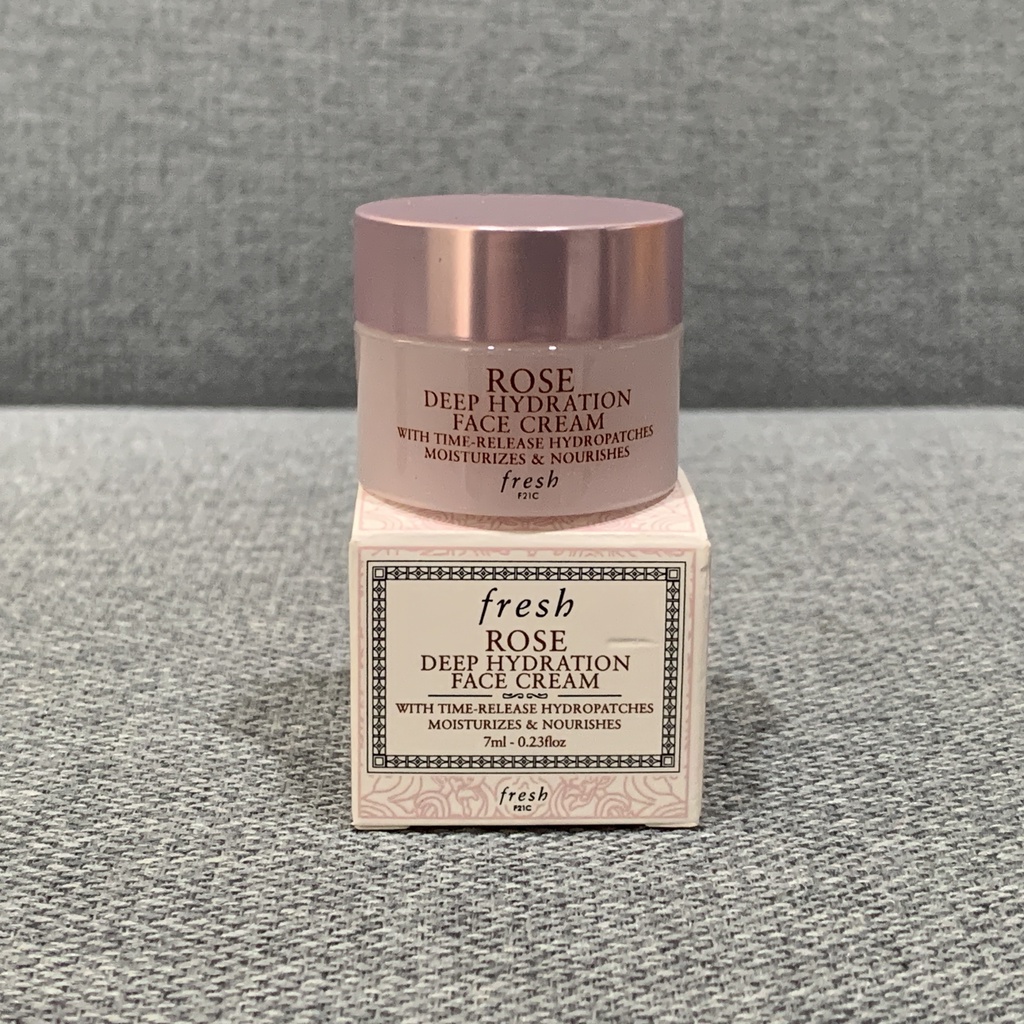 ROSE
DEEP HYDRATION
FACE CREAM
WITH TIME-RELEASE HYDROPATCHES
MOISTURIZES & NOURISHES
fresh
F21C
fresh
ROSE
DEEP HYDRATION
FACE CREAM
WITH TIME-RELEASE HYDROPATCHES
MOISTURIZES & NOURISHES
7ml - 0.23floz
fresh
F21C